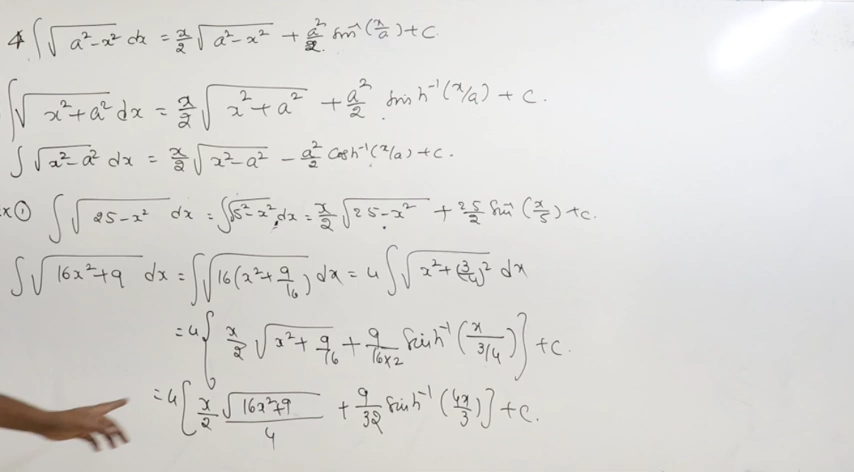 4 ∫√(a²-x²) dx = x/2 √(a²-x²) + a²/2 sin⁻¹(x/a) + C
∫√(x²+a²) dx = x/2 √(x²+a²) + a²/2 sinh⁻¹(x/a) + C.
∫√(x²-a²) dx = x/2 √(x²-a²) - a²/2 cosh⁻¹(x/a) + C.
x ① ∫√(25-x²) dx = ∫√(5²-x²) dx = x/2 √(25-x²) + 25/2 sin⁻¹(x/5) + C.
∫√(16x²+9) dx = ∫√(16(x²+9/16)) dx = 4∫√(x²+(3/4)²) dx
= 4[x/2 √(x²+9/16) + 9/(16×2) sinh⁻¹(x/(3/4))] + C.
= 4[x/2 √(16x²+9)/4 + 9/32 sinh⁻¹(4x/3)] + C.